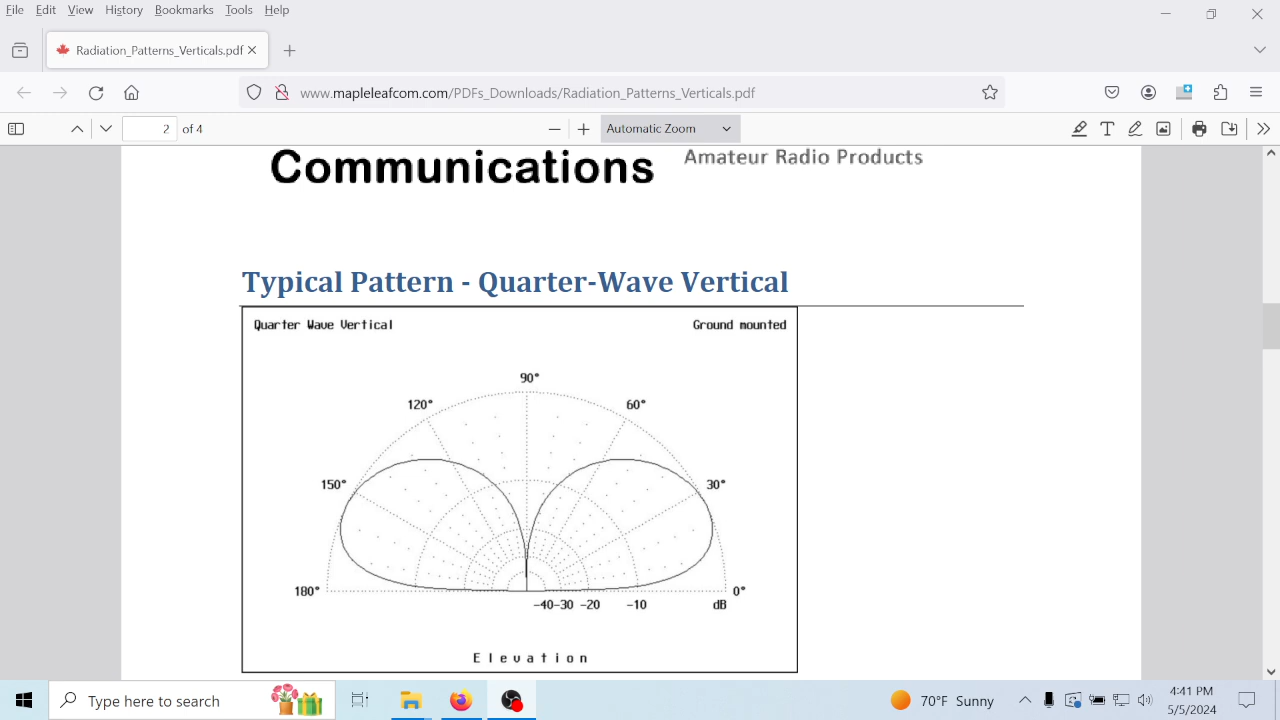 File Edit View History Bookmarks Tools Help
Radiation_Patterns_Verticals.pdf
www.mapleleafcom.com/PDFs_Downloads/Radiation_Patterns_Verticals.pdf
2 of 4
Automatic Zoom
Communications Amateur Radio Products
Typical Pattern - Quarter-Wave Vertical
Quarter Wave Vertical Ground mounted
90°
120° 60°
150° 30°
180° 0°
-40-30 -20 -10 dB
Elevation
Type here to search
70°F Sunny
4:41 PM
5/5/2024